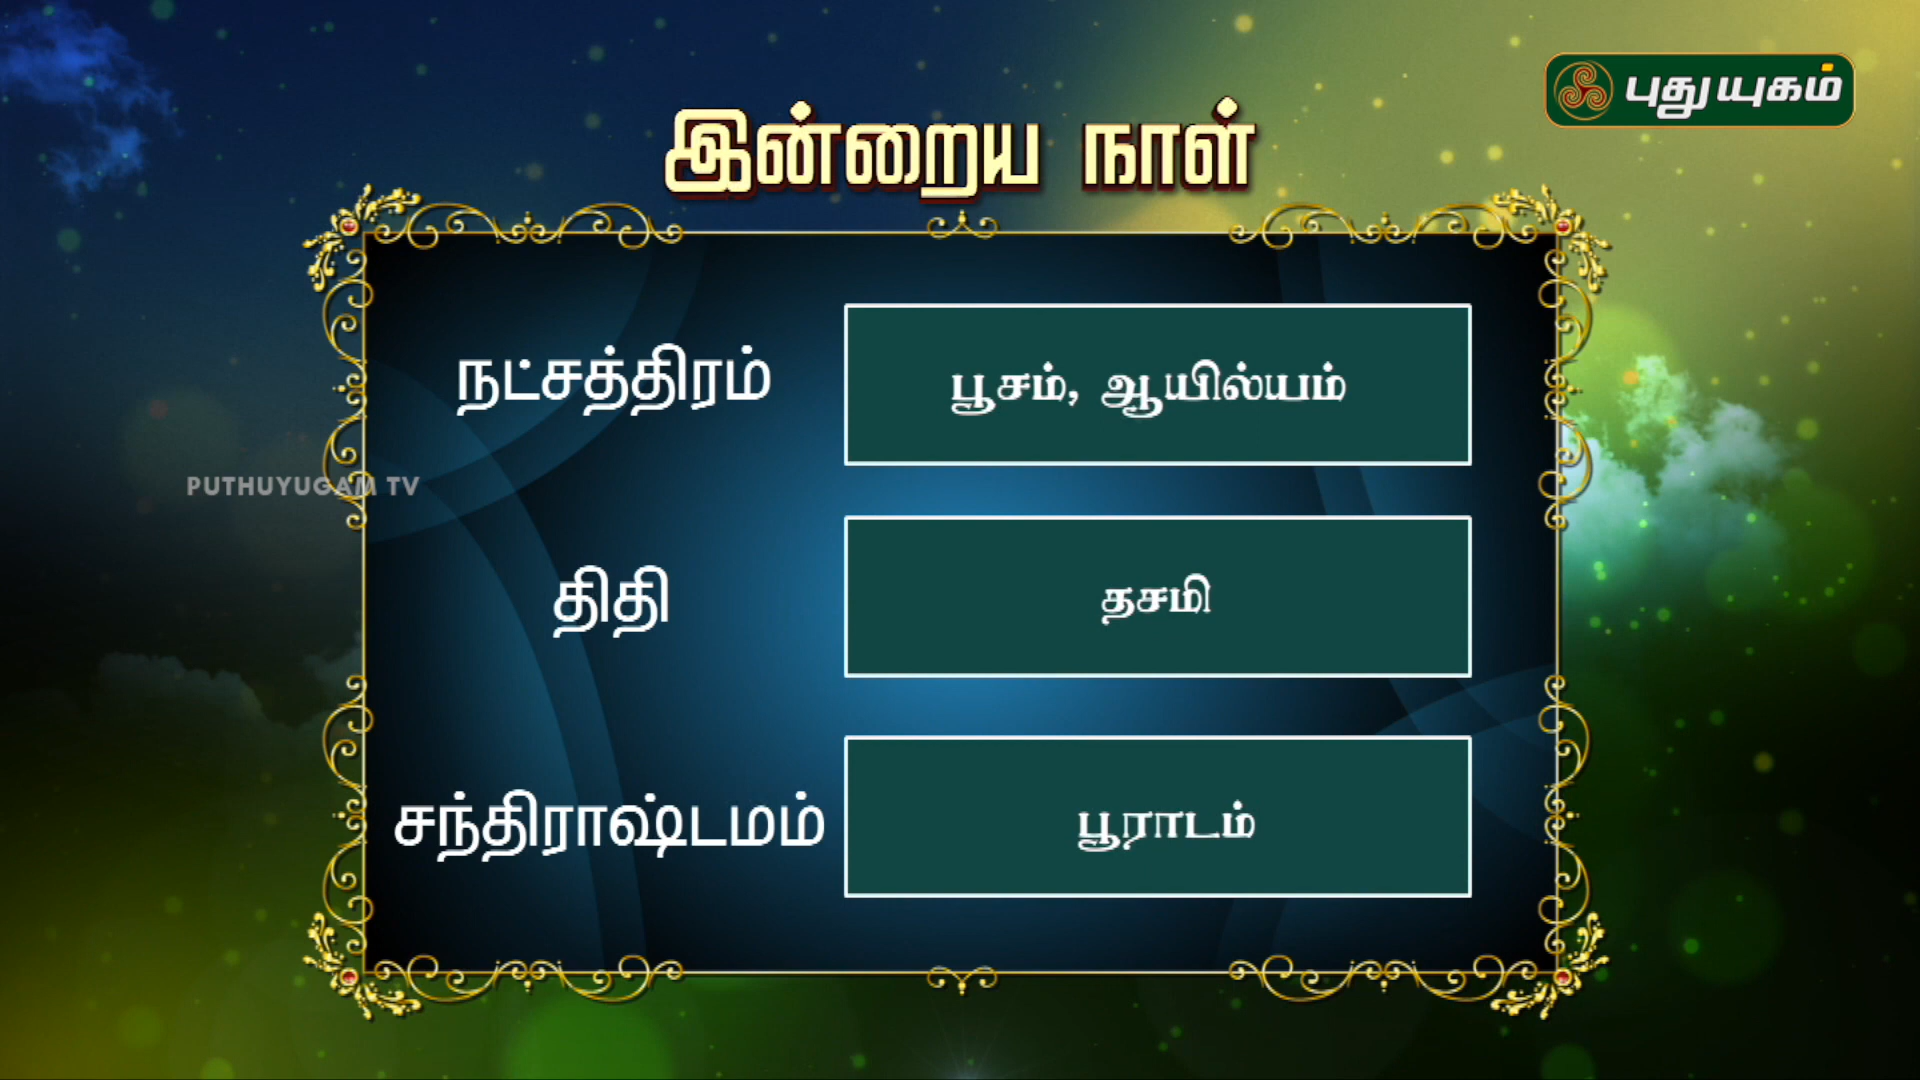 புதுயுகம்
இன்றைய நாள்
நட்சத்திரம்
பூசம், ஆயில்யம்
PUTHUYUGAM TV
திதி
தசமி
சந்திராஷ்டமம்
பூராடம்